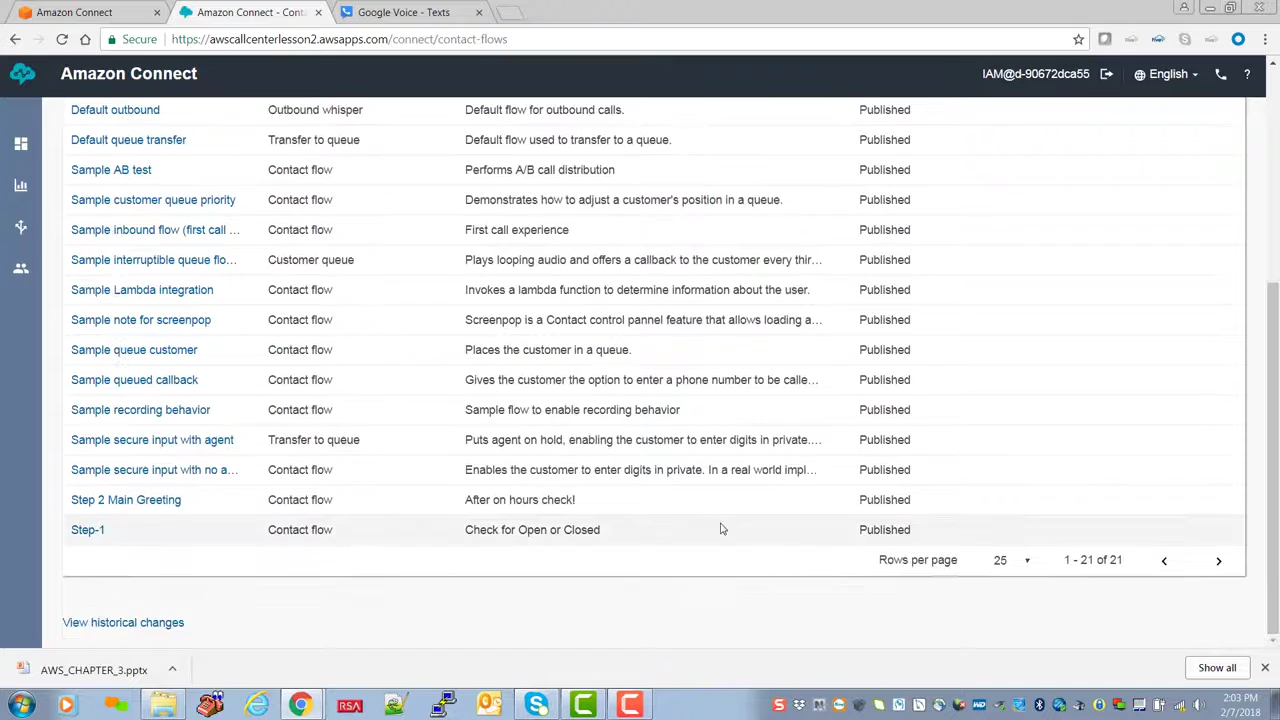 Amazon Connect × Amazon Connect - Cont × Google Voice - Texts ×
Secure https://awscallcenterlesson2.awsapps.com/connect/contact-flows
Amazon Connect IAM@d-90672dca55 English ?
Default outbound Outbound whisper Default flow for outbound calls. Published
Default queue transfer Transfer to queue Default flow used to transfer to a queue. Published
Sample AB test Contact flow Performs A/B call distribution Published
Sample customer queue priority Contact flow Demonstrates how to adjust a customer's position in a queue. Published
Sample inbound flow (first call ... Contact flow First call experience Published
Sample interruptible queue flo... Customer queue Plays looping audio and offers a callback to the customer every thir... Published
Sample Lambda integration Contact flow Invokes a lambda function to determine information about the user. Published
Sample note for screenpop Contact flow Screenpop is a Contact control pannel feature that allows loading a... Published
Sample queue customer Contact flow Places the customer in a queue. Published
Sample queued callback Contact flow Gives the customer the option to enter a phone number to be calle... Published
Sample recording behavior Contact flow Sample flow to enable recording behavior Published
Sample secure input with agent Transfer to queue Puts agent on hold, enabling the customer to enter digits in private.... Published
Sample secure input with no a... Contact flow Enables the customer to enter digits in private. In a real world impl... Published
Step 2 Main Greeting Contact flow After on hours check! Published
Step-1 Contact flow Check for Open or Closed Published
Rows per page 25 1 - 21 of 21
View historical changes
AWS_CHAPTER_3.pptx Show all ×
RSA 2:03 PM
2/7/2018